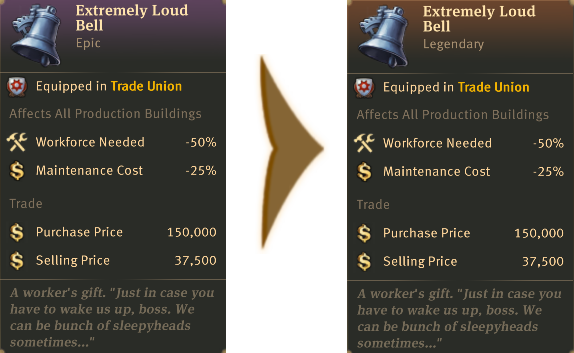 Extremely Loud
Bell
Epic
Equipped in Trade Union
Affects All Production Buildings
Workforce Needed -50%
Maintenance Cost -25%
Trade
Purchase Price 150,000
Selling Price 37,500
A worker's gift. "Just in case you
have to wake us up, boss. We
can be bunch of sleepyheads
sometimes..."
Extremely Loud
Bell
Legendary
Equipped in Trade Union
Affects All Production Buildings
Workforce Needed -50%
Maintenance Cost -25%
Trade
Purchase Price 150,000
Selling Price 37,500
A worker's gift. "Just in case you
have to wake us up, boss. We
can be bunch of sleepyheads
sometimes..."